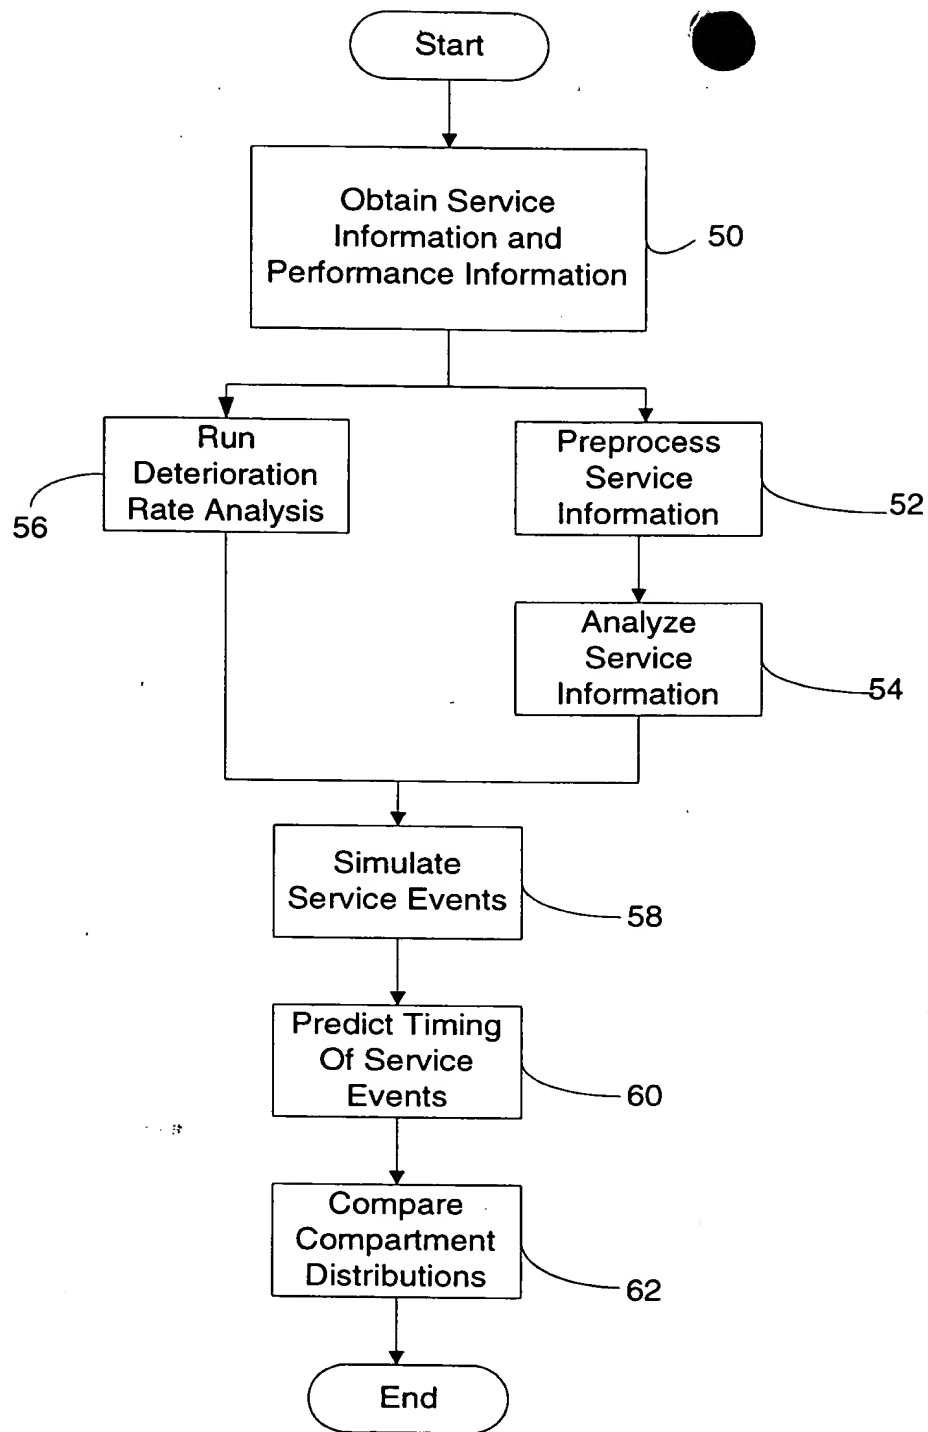 Start
Obtain Service
Information and
Performance Information
50
Run
Deterioration
Rate Analysis
56
Preprocess
Service
Information
52
Analyze
Service
Information
54
Simulate
Service Events
58
Predict Timing
Of Service
Events
60
Compare
Compartment
Distributions
62
End